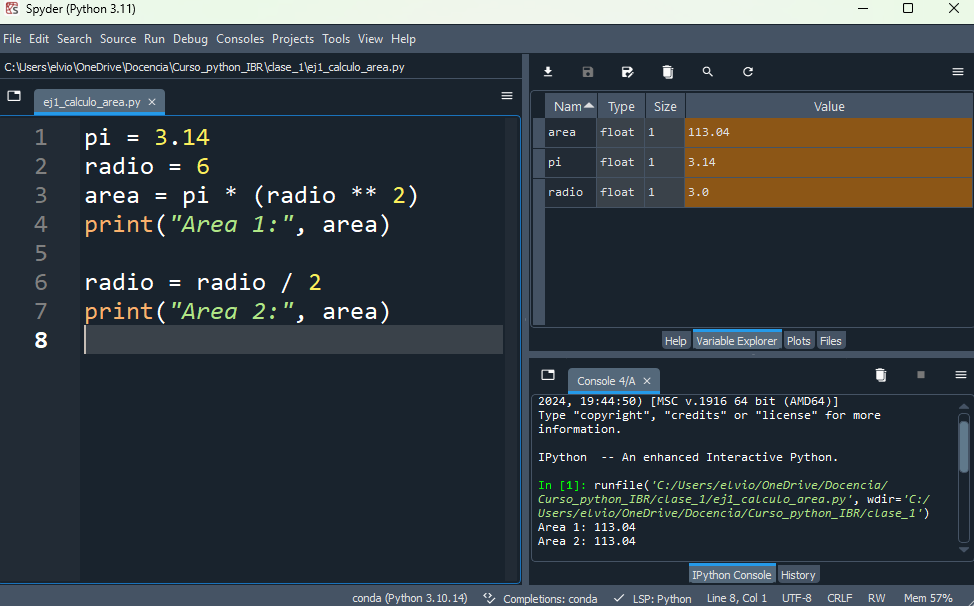 Spyder (Python 3.11)
File Edit Search Source Run Debug Consoles Projects Tools View Help
C:\Users\elvio\OneDrive\Docencia\Curso_python_IBR\clase_1\ej1_calculo_area.py
ej1_calculo_area.py
1 pi = 3.14
2 radio = 6
3 area = pi * (radio ** 2)
4 print("Area 1:", area)
5
6 radio = radio / 2
7 print("Area 2:", area)
8
Nam Type Size Value
area float 1 113.04
pi float 1 3.14
radio float 1 3.0
Help Variable Explorer Plots Files
Console 4/A
2024, 19:44:50) [MSC v.1916 64 bit (AMD64)]
Type "copyright", "credits" or "license" for more
information.
IPython -- An enhanced Interactive Python.
In [1]: runfile('C:/Users/elvio/OneDrive/Docencia/
Curso_python_IBR/clase_1/ej1_calculo_area.py', wdir='C:/
Users/elvio/OneDrive/Docencia/Curso_python_IBR/clase_1')
Area 1: 113.04
Area 2: 113.04
IPython Console History
conda (Python 3.10.14) Completions: conda LSP: Python Line 8, Col 1 UTF-8 CRLF RW Mem 57%